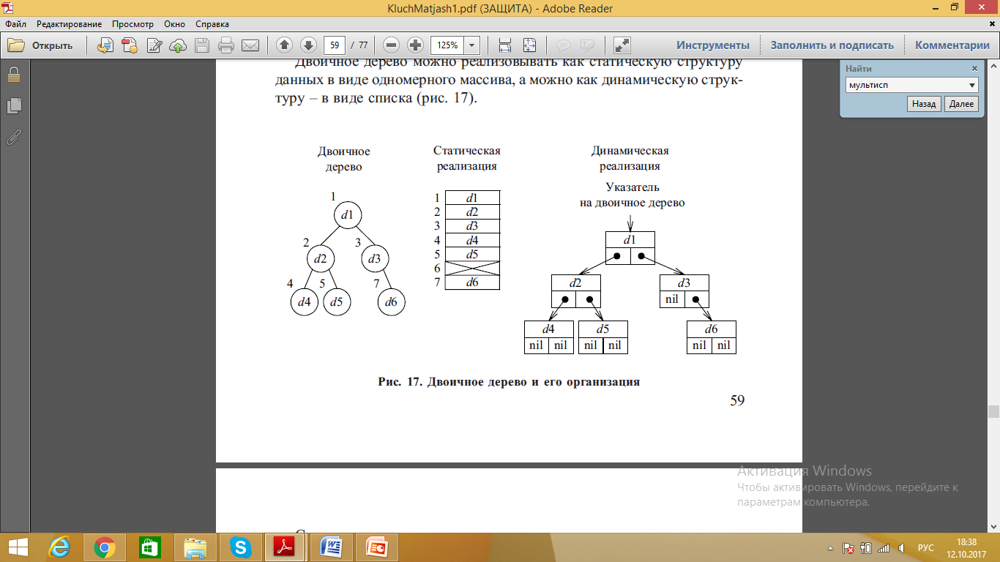 KluchMatjash1.pdf (ЗАЩИТА) - Adobe Reader
Файл Редактирование Просмотр Окно Справка
Открыть 59 / 77 125% Инструменты Заполнить и подписать Комментарии
Двоичное дерево можно реализовывать как статическую структуру
данных в виде одномерного массива, а можно как динамическую струк-
туру – в виде списка (рис. 17).
Найти
мультисп
Назад Далее
Двоичное
дерево
1
d1
2 3
d2 d3
4 5 7
d4 d5 d6
Статическая
реализация
1 d1
2 d2
3 d3
4 d4
5 d5
6
7 d6
Динамическая
реализация
Указатель
на двоичное дерево
d1
d2 d3
nil
d4 d5 d6
nil nil nil nil nil nil
Рис. 17. Двоичное дерево и его организация
59
Активация Windows
Чтобы активировать Windows, перейдите к
параметрам компьютера.
РУС
18:38
12.10.2017